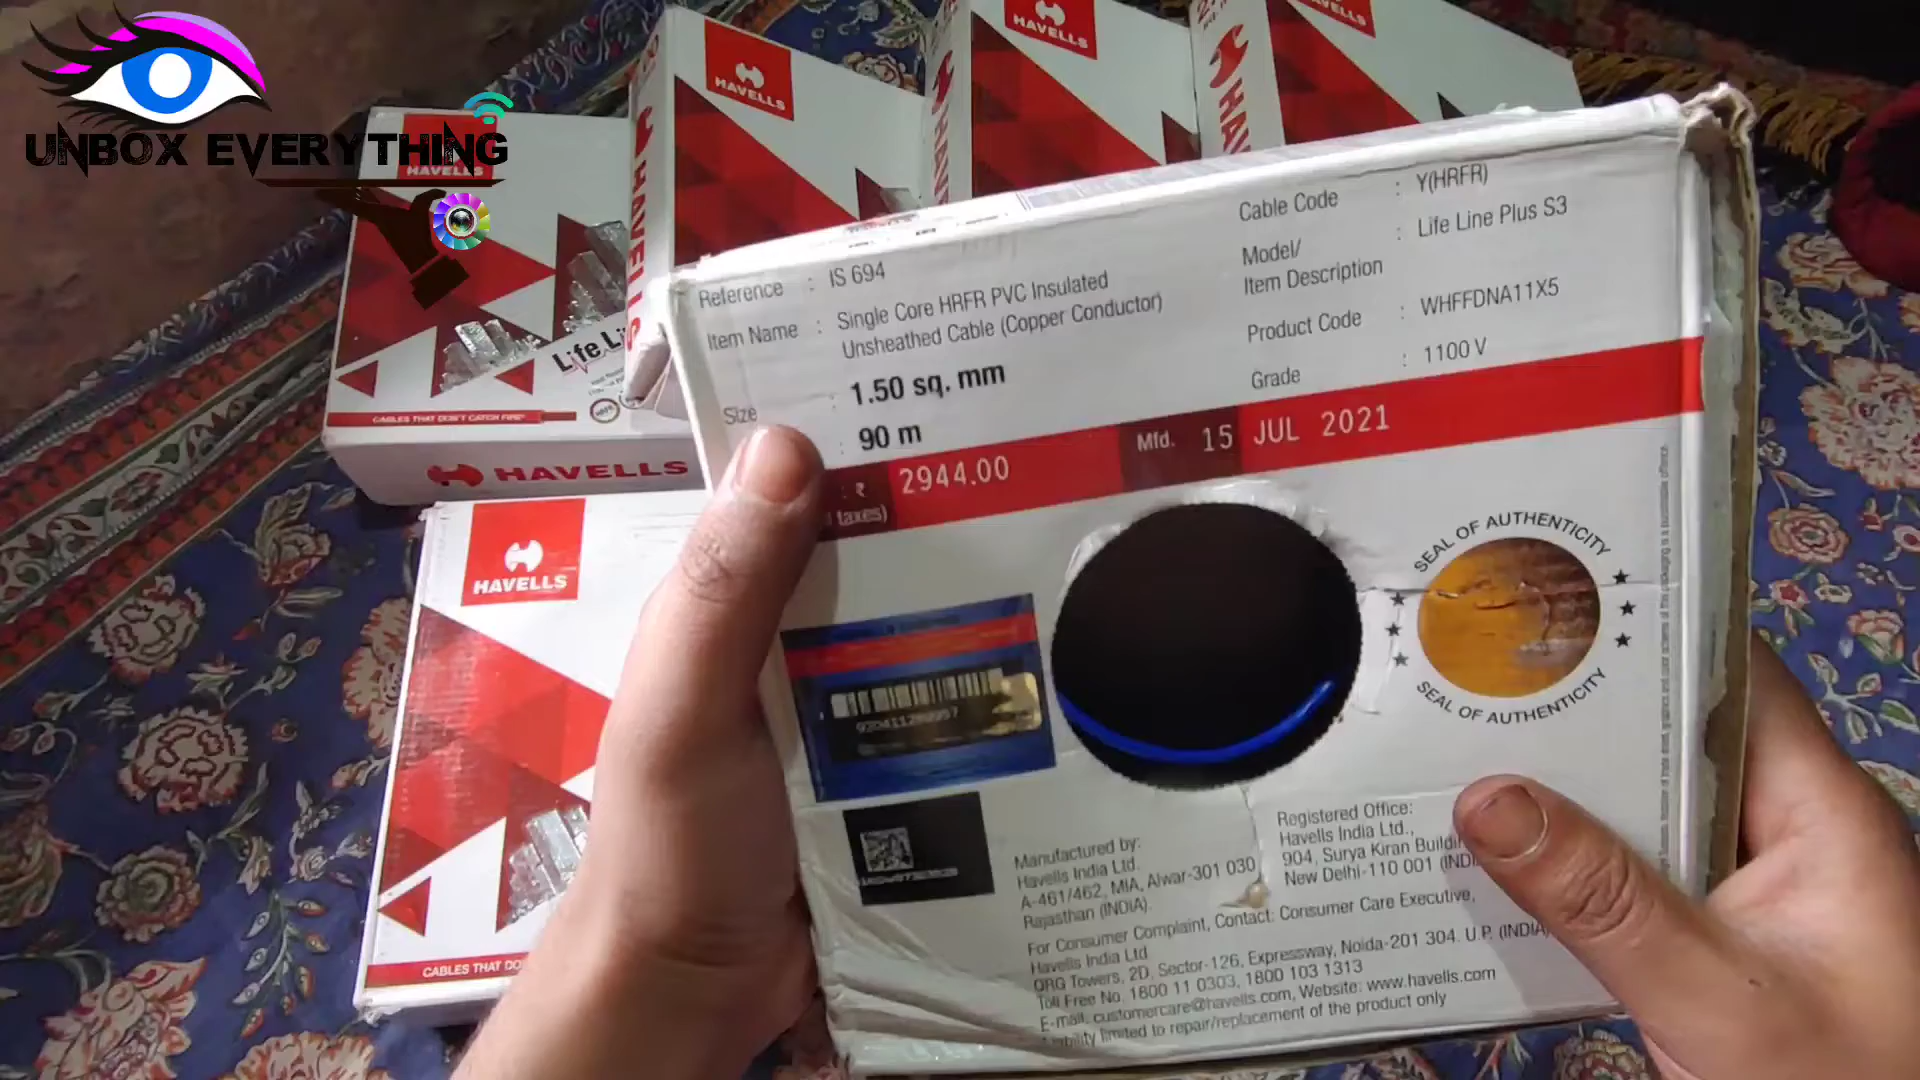 UNBOX EVERYTHING
HAVELLS
HAVELLS
HAVELLS
HAVELLS
HAVELLS
HAV
HAV
Life Li
CABLES THAT DON'T CATCH FIRE
HAVELLS
HAVELLS
CABLES THAT DO
Reference : IS 694
Item Name : Single Core HRFR PVC Insulated
Unsheathed Cable (Copper Conductor)
Size : 1.50 sq. mm
: 90 m
Cable Code : Y(HRFR)
Model/
Item Description : Life Line Plus S3
Product Code : WHFFDNA11X5
Grade : 1100 V
: ₹ 2944.00
taxes)
Mfd. 15 JUL 2021
SEAL OF AUTHENTICITY
SEAL OF AUTHENTICITY
Manufactured by:
Havells India Ltd.
A-461/462, MIA, Alwar-301 030
Rajasthan (INDIA).
Registered Office:
Havells India Ltd.,
904, Surya Kiran Buildin
New Delhi-110 001 (INDI
For Consumer Complaint, Contact: Consumer Care Executive,
Havells India Ltd
QRG Towers, 2D, Sector-126, Expressway, Noida-201 304. U.P. (INDIA)
Toll Free No. 1800 11 0303, 1800 103 1313
E-mail: customercare@havells.com, Website: www.havells.com
limited to repair/replacement of the product only